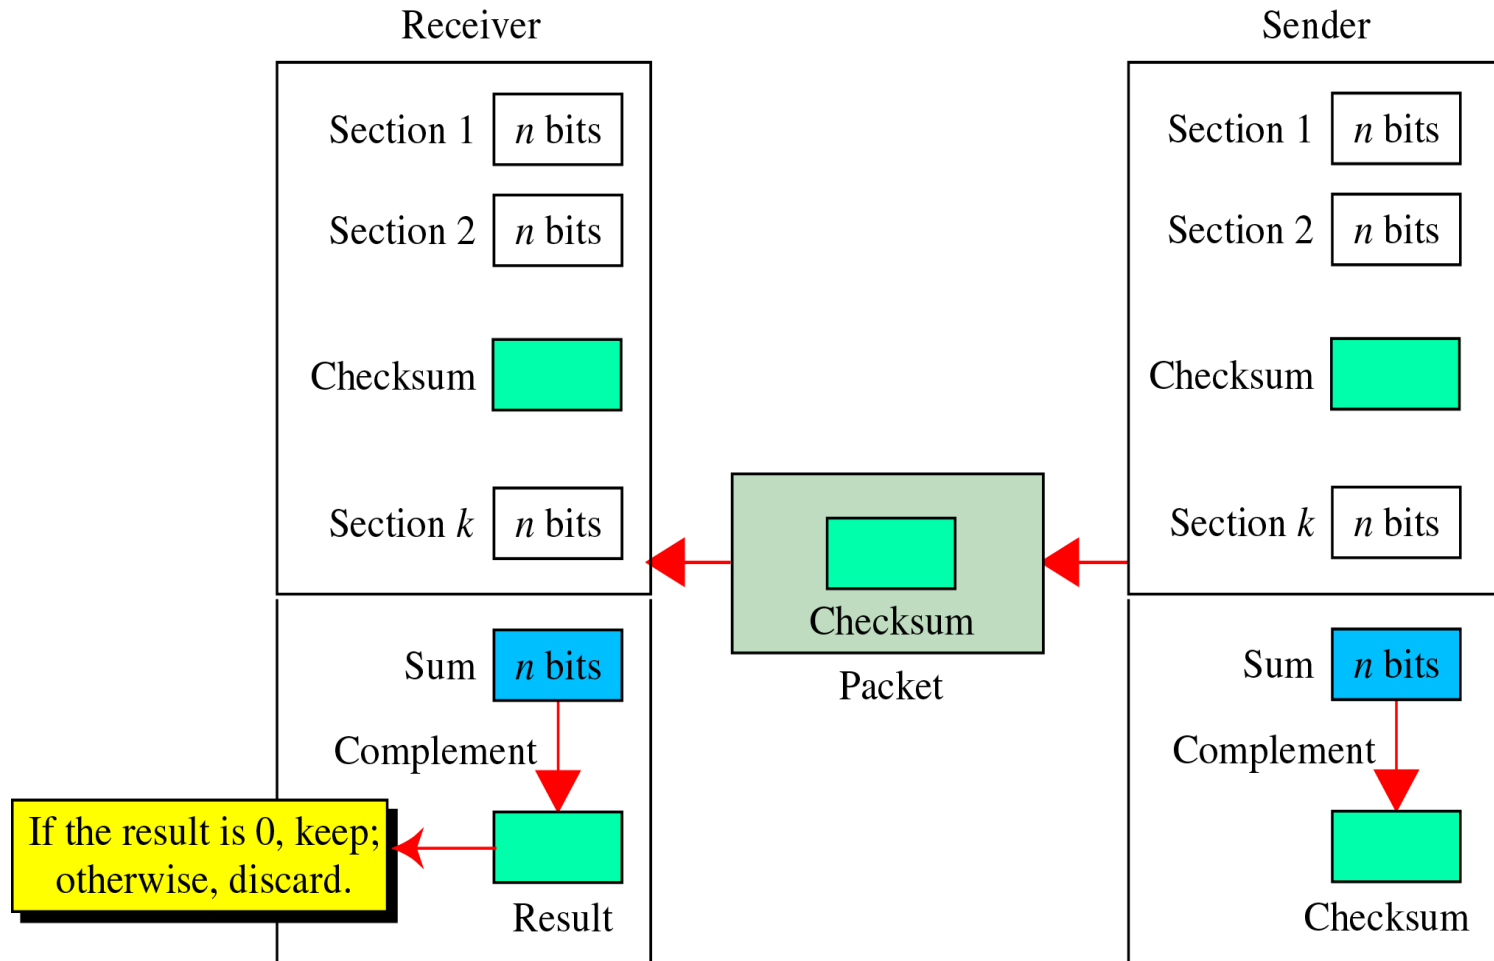 Receiver
Sender
Section 1 n bits
Section 1 n bits
Section 2 n bits
Section 2 n bits
Checksum
Checksum
Section k n bits
Section k n bits
Checksum
Packet
Sum n bits
Sum n bits
Complement
Complement
If the result is 0, keep;
otherwise, discard.
Result
Checksum